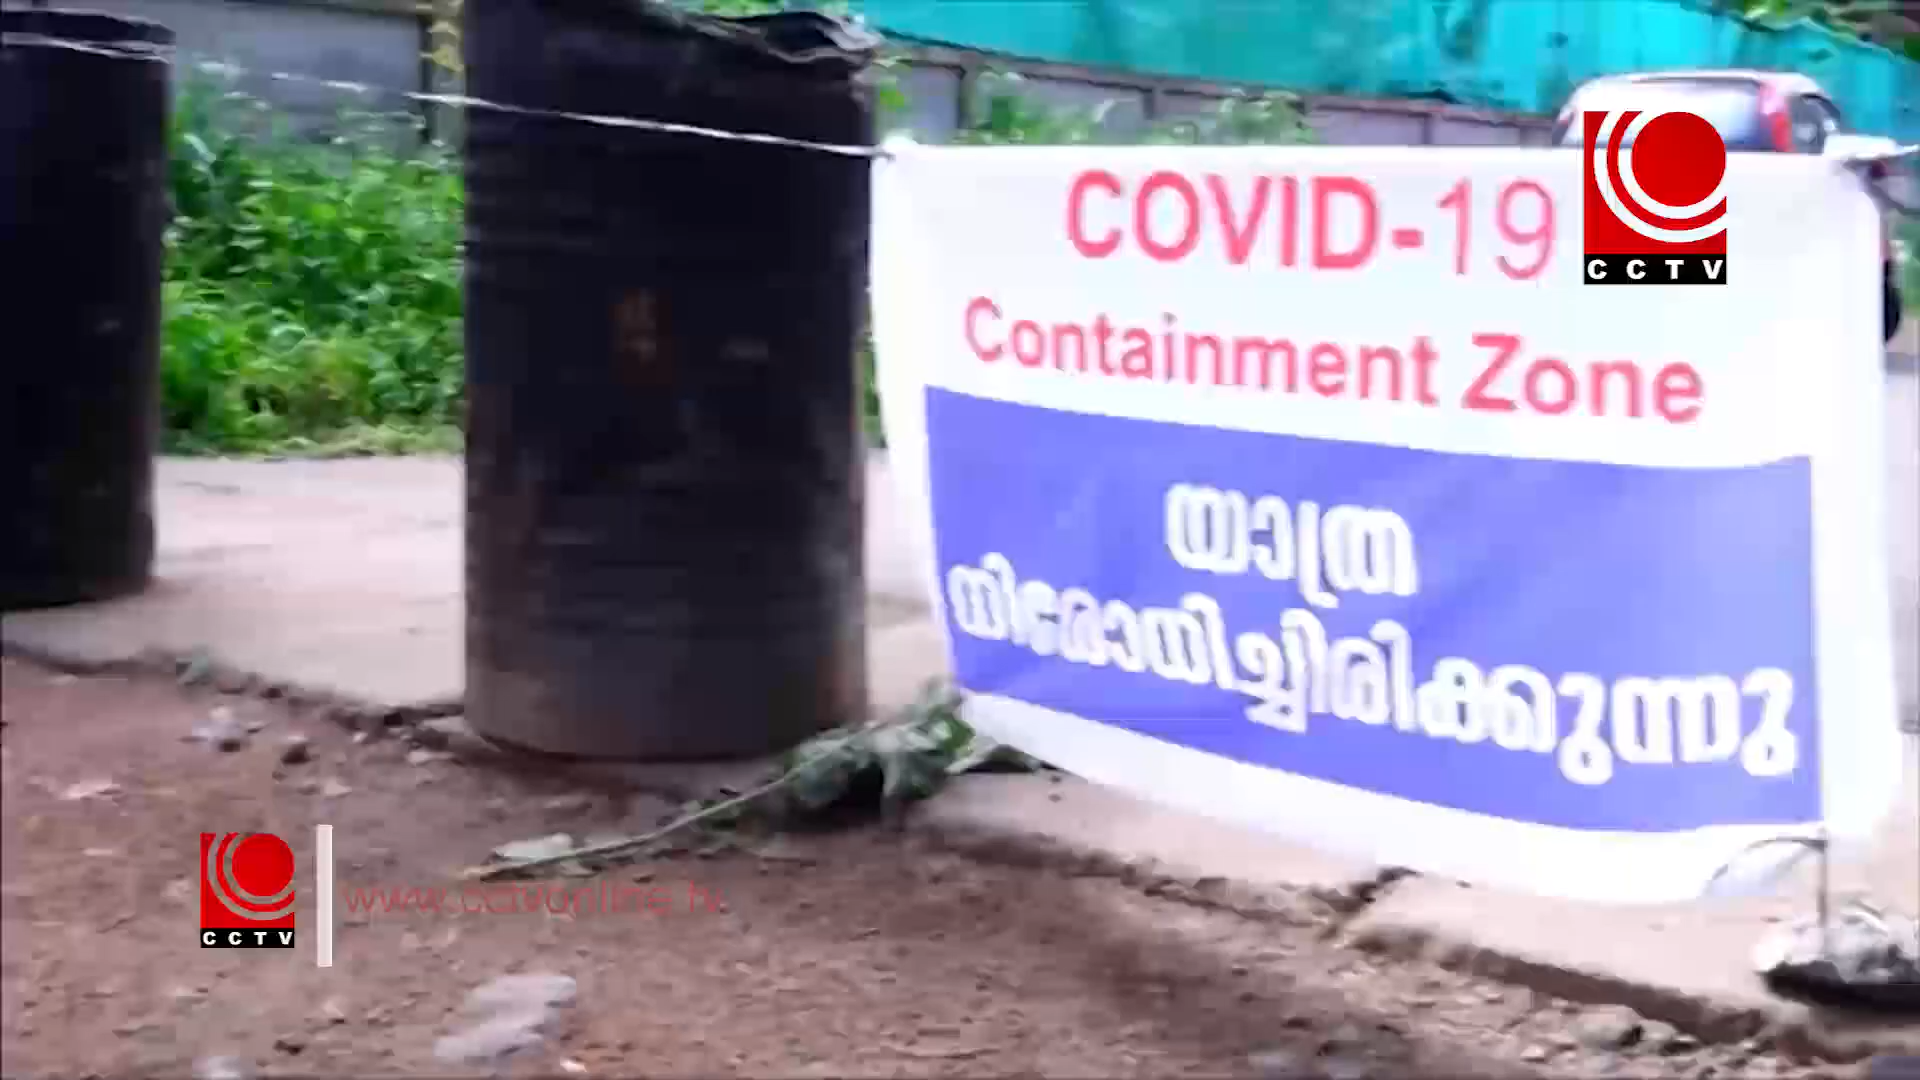 COVID-19
Containment Zone
യാത്ര
നിരോധിച്ചിരിക്കുന്നു
CCTV
CCTV
www.cctvonline.tv